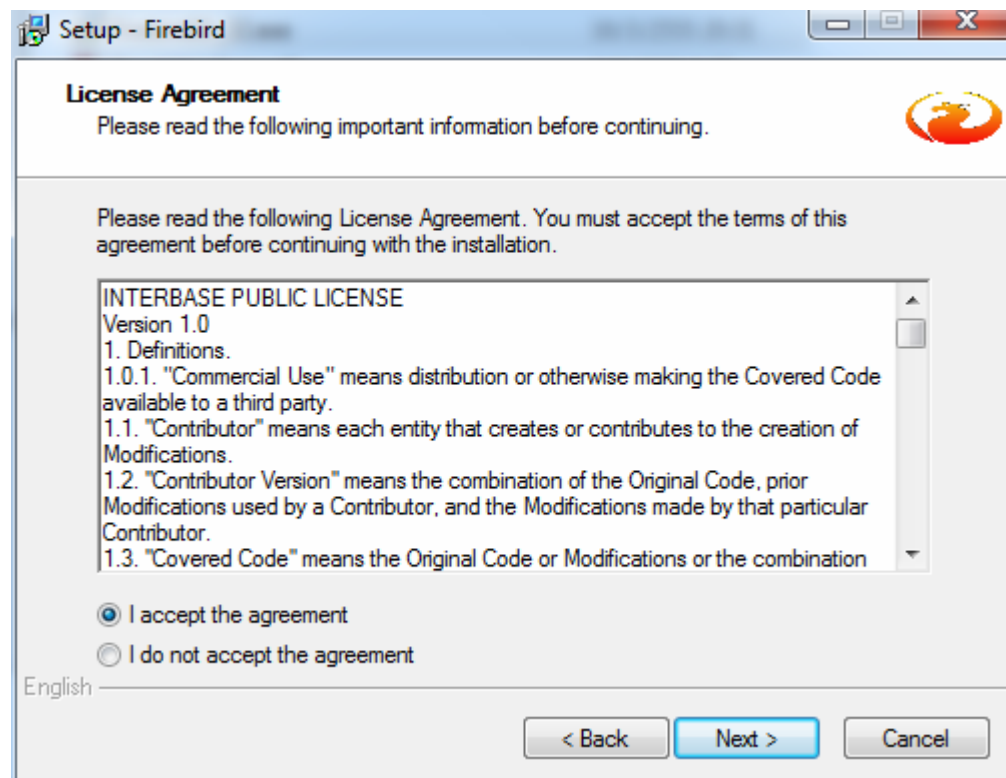 Setup - Firebird
License Agreement
Please read the following important information before continuing.
Please read the following License Agreement. You must accept the terms of this
agreement before continuing with the installation.
INTERBASE PUBLIC LICENSE
Version 1.0
1. Definitions.
1.0.1. "Commercial Use" means distribution or otherwise making the Covered Code
available to a third party.
1.1. "Contributor" means each entity that creates or contributes to the creation of
Modifications.
1.2. "Contributor Version" means the combination of the Original Code, prior
Modifications used by a Contributor, and the Modifications made by that particular
Contributor.
1.3. "Covered Code" means the Original Code or Modifications or the combination
I accept the agreement
I do not accept the agreement
English
< Back
Next >
Cancel